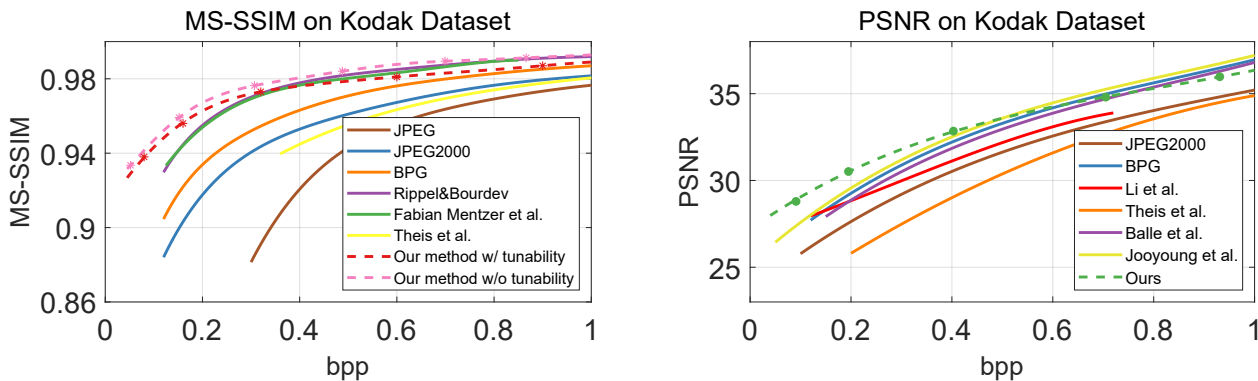 MS-SSIM on Kodak Dataset
MS-SSIM
0.98
0.94
0.9
0.86
JPEG
JPEG2000
BPG
Rippel&Bourdev
Fabian Mentzer et al.
Theis et al.
Our method w/ tunability
Our method w/o tunability
0 0.2 0.4 0.6 0.8 1
bpp
PSNR on Kodak Dataset
PSNR
35
30
25
JPEG2000
BPG
Li et al.
Theis et al.
Balle et al.
Jooyoung et al.
Ours
0 0.2 0.4 0.6 0.8 1
bpp